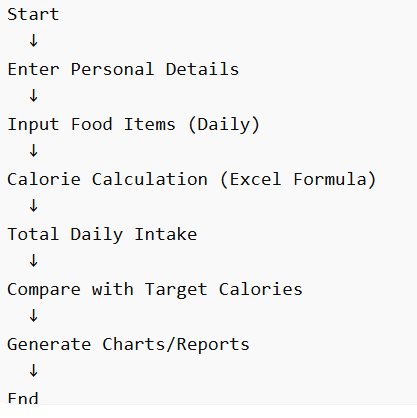 Start
↓
Enter Personal Details
↓
Input Food Items (Daily)
↓
Calorie Calculation (Excel Formula)
↓
Total Daily Intake
↓
Compare with Target Calories
↓
Generate Charts/Reports
↓
End